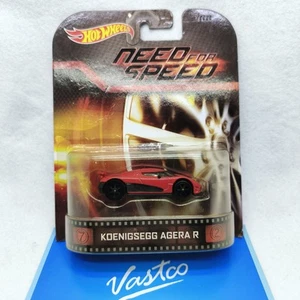 Hot Wheels
NEED FOR
SPEED
KOENIGSEGG AGERA R
Vastco